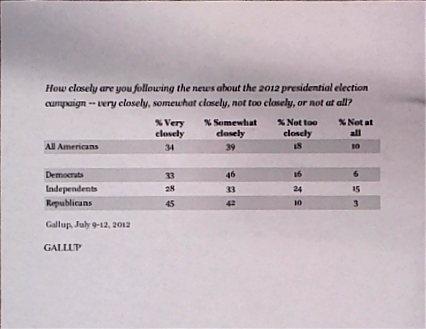 How closely are you following the news about the 2012 presidential election
campaign -- very closely, somewhat closely, not too closely, or not at all?
% Very closely % Somewhat closely % Not too closely % Not at all
All Americans 34 39 18 10
Democrats 33 46 16 6
Independents 28 33 24 15
Republicans 45 42 10 3
Gallup, July 9-12, 2012
GALLUP